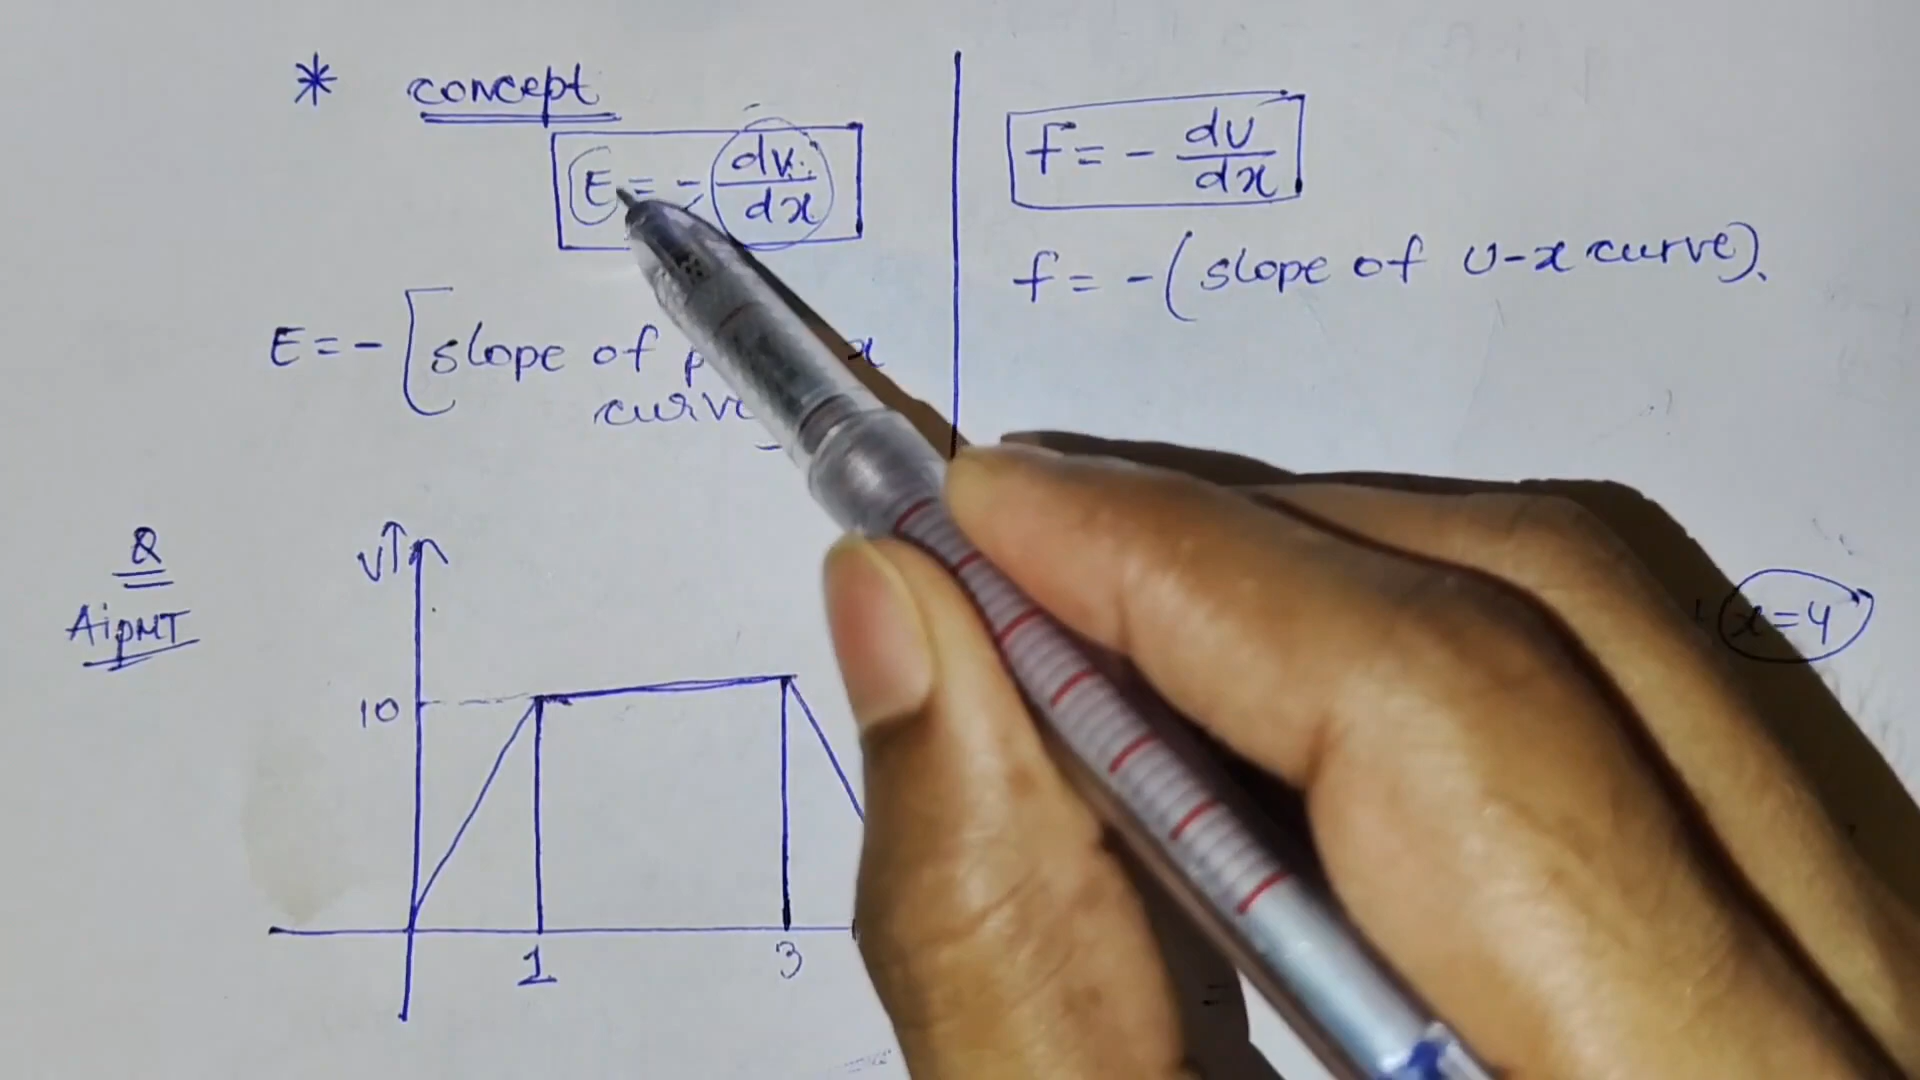 * concept
E = - dv/dx
E = - [slope of x
curve
f = - dU/dx
f = - (slope of U-x curve).
Q
AipMT
V↑
10
1
3
x=4